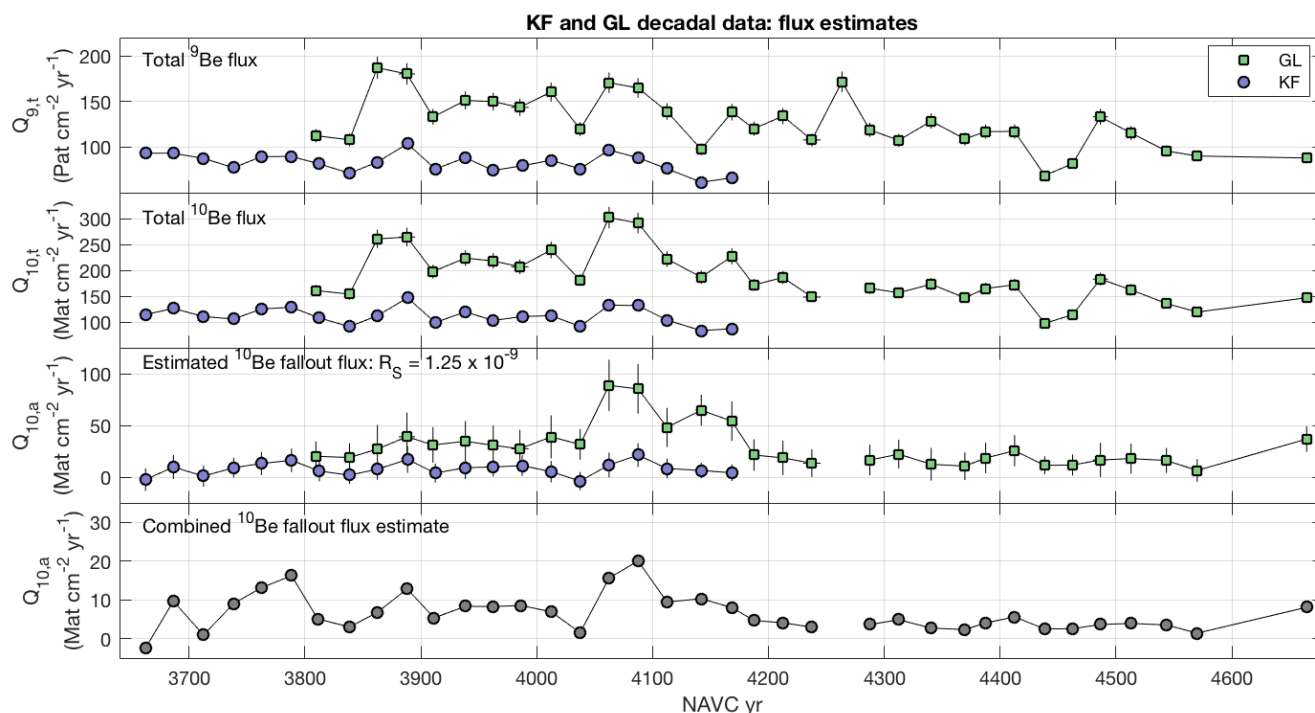 KF and GL decadal data: flux estimates
Total ⁹Be flux
GL
KF
Q₉,ₜ
(Pat cm⁻² yr⁻¹)
200
150
100
Total ¹⁰Be flux
Q₁₀,ₜ
(Mat cm⁻² yr⁻¹)
300
250
200
150
100
Estimated ¹⁰Be fallout flux: R_S = 1.25 x 10⁻⁹
Q₁₀,ₐ
(Mat cm⁻² yr⁻¹)
100
50
0
Combined ¹⁰Be fallout flux estimate
Q₁₀,ₐ
(Mat cm⁻² yr⁻¹)
30
20
10
0
3700 3800 3900 4000 4100 4200 4300 4400 4500 4600
NAVC yr